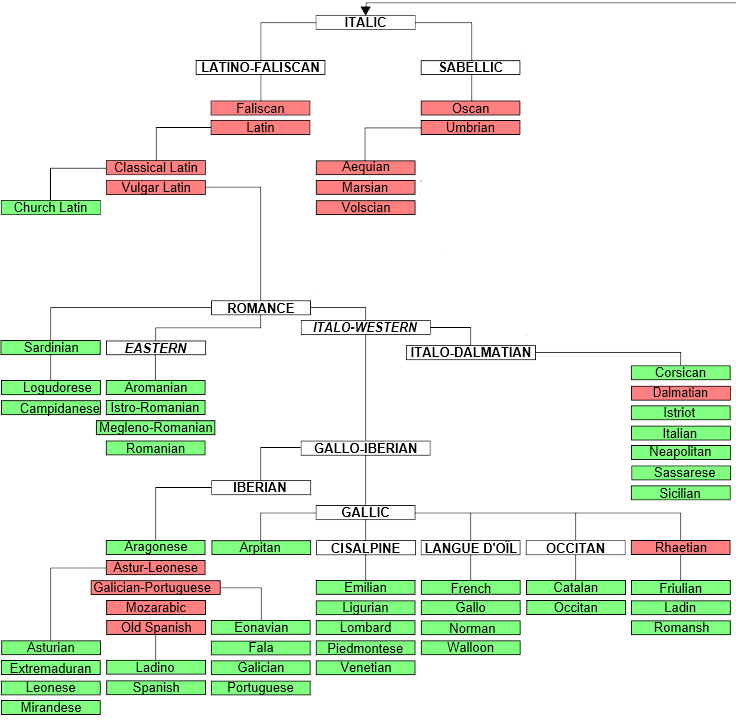 ITALIC
LATINO-FALISCAN
SABELLIC
Faliscan
Oscan
Latin
Umbrian
Classical Latin
Aequian
Vulgar Latin
Marsian
Church Latin
Volscian
ROMANCE
ITALO-WESTERN
Sardinian
EASTERN
ITALO-DALMATIAN
Corsican
Logudorese
Aromanian
Dalmatian
Campidanese
Istro-Romanian
Istriot
Megleno-Romanian
Italian
Romanian
GALLO-IBERIAN
Neapolitan
Sassarese
IBERIAN
Sicilian
GALLIC
Aragonese
Arpitan
CISALPINE
LANGUE D'OÏL
OCCITAN
Rhaetian
Astur-Leonese
Galician-Portuguese
Emilian
French
Catalan
Friulian
Mozarabic
Ligurian
Gallo
Occitan
Ladin
Old Spanish
Eonavian
Lombard
Norman
Romansh
Asturian
Fala
Piedmontese
Walloon
Extremaduran
Ladino
Galician
Venetian
Leonese
Spanish
Portuguese
Mirandese